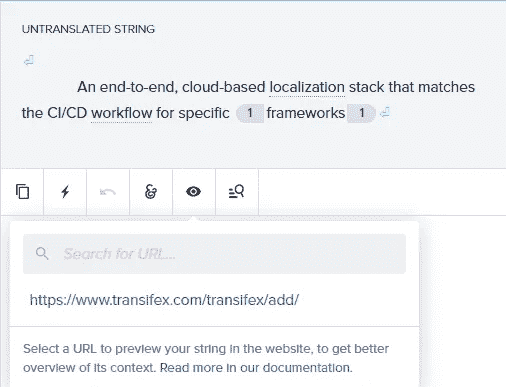 UNTRANSLATED STRING
An end-to-end, cloud-based localization stack that matches
the CI/CD workflow for specific 1 frameworks 1
Search for URL...
https://www.transifex.com/transifex/add/
Select a URL to preview your string in the website, to get better
overview of its context. Read more in our documentation.